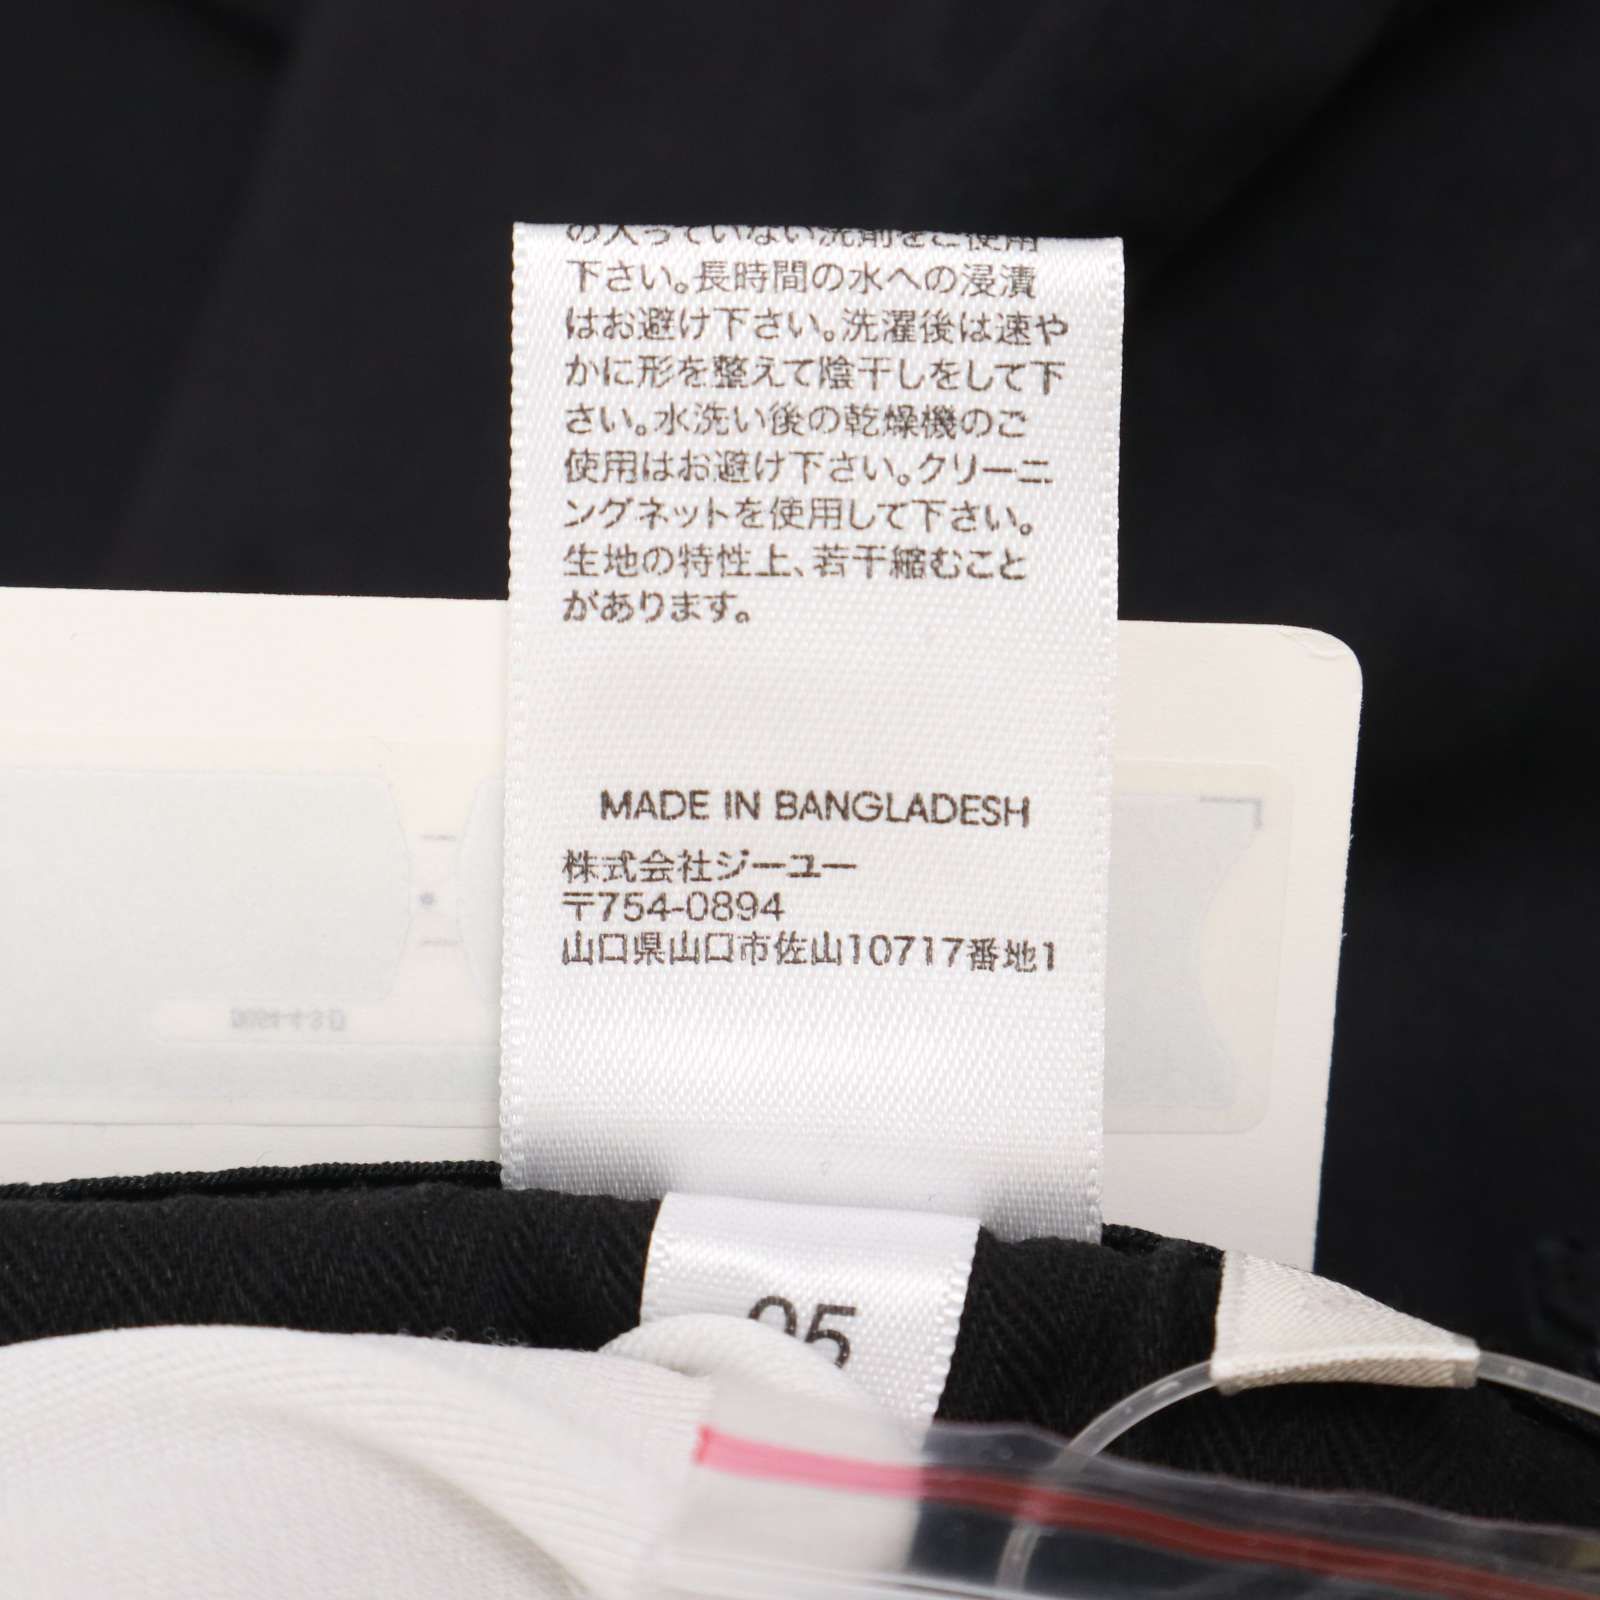 の入っていない洗剤をご使用
下さい。長時間の水への浸漬
はお避け下さい。洗濯後は速や
かに形を整えて陰干しをして下
さい。水洗い後の乾燥機のご
使用はお避け下さい。クリーニ
ングネットを使用して下さい。
生地の特性上、若干縮むこと
があります。
MADE IN BANGLADESH
株式会社ジーユー
〒754-0894
山口県山口市佐山10717番地1